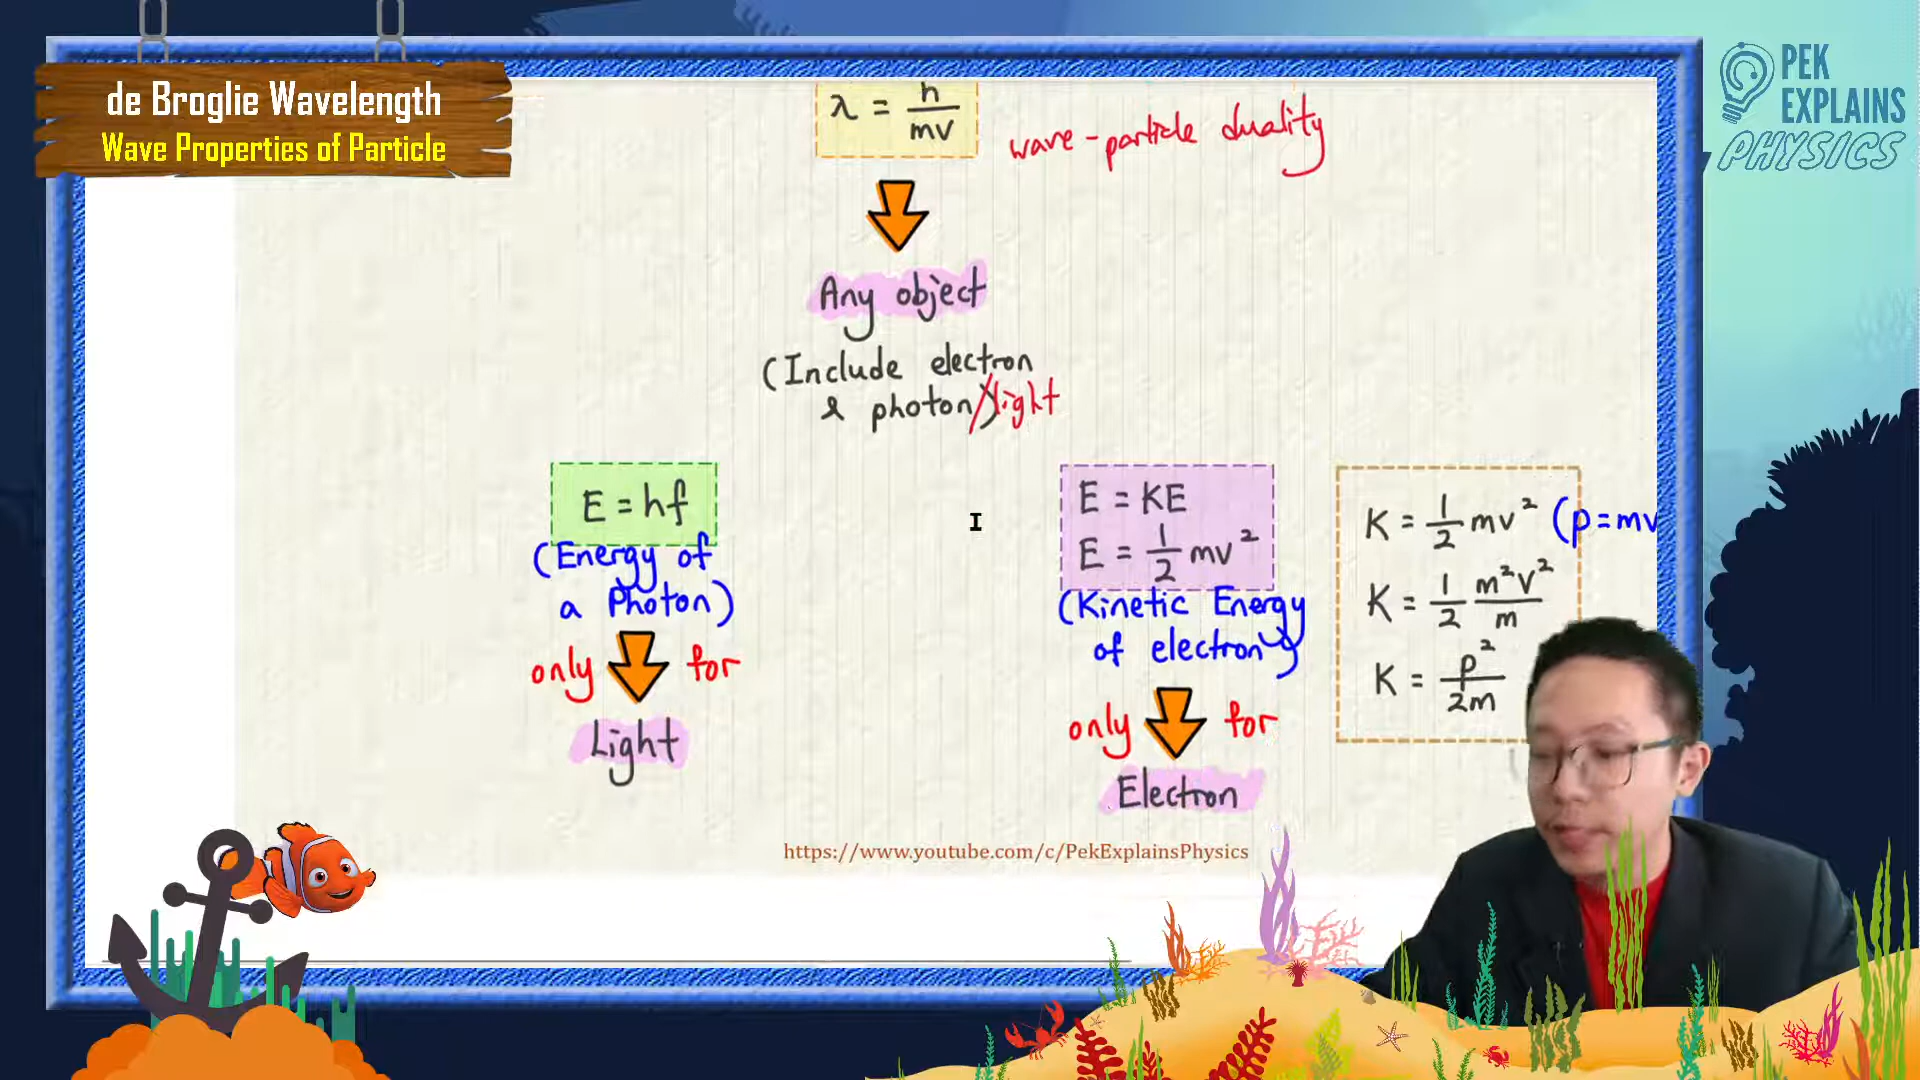 de Broglie Wavelength
Wave Properties of Particle
PEK
EXPLAINS
PHYSICS
λ = h/mv
wave-particle duality
Any object
(Include electron
& photon)/light
E = hf
(Energy of
a Photon)
only for
Light
E = KE
E = 1/2 mv²
(Kinetic Energy
of electron)
only for
Electron
K = 1/2 mv² (p=mv
K = 1/2 m²v²/m
K = p²/2m
https://www.youtube.com/c/PekExplainsPhysics